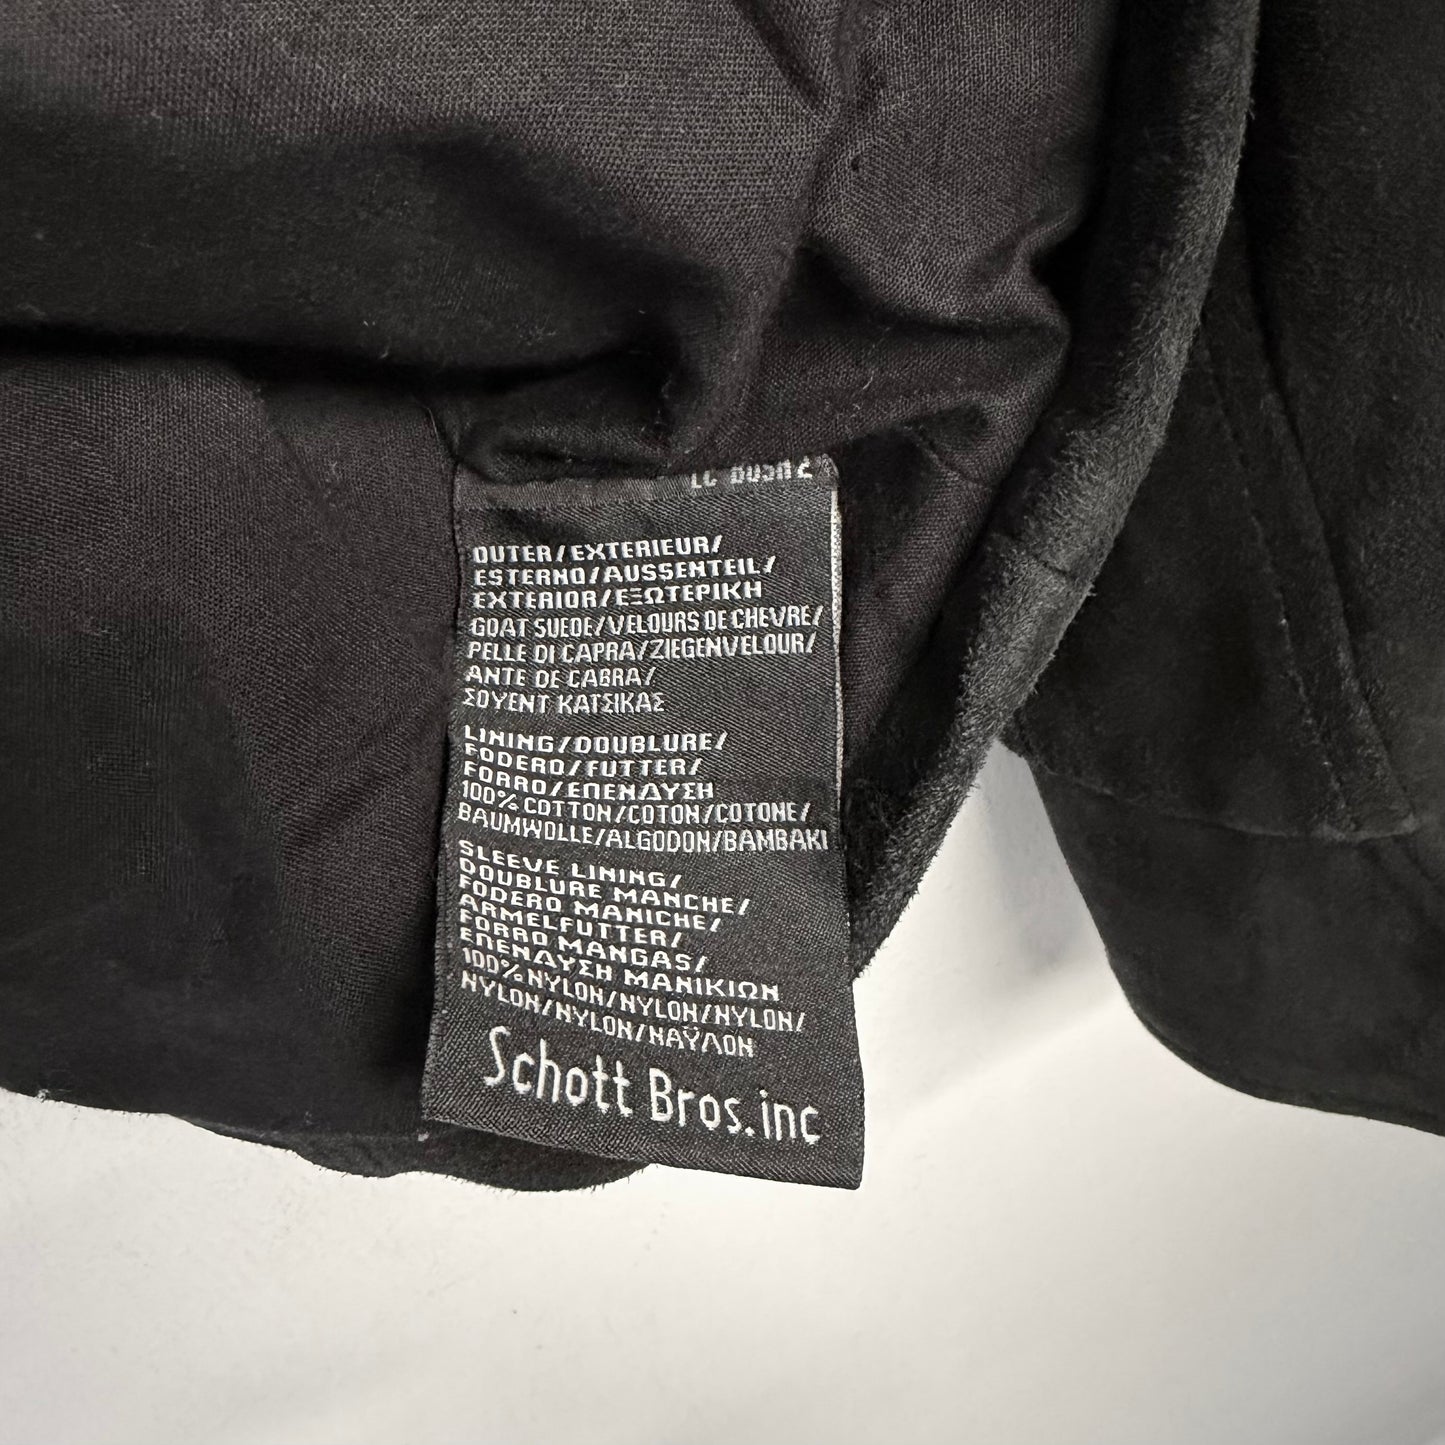 OUTER/EXTERIEUR/
ESTERNO/AUSSENTEIL/
EXTERIOR/ΕΞΩΤΕΡΙΚΗ
GOAT SUEDE/VELOURS DE CHEVRE/
PELLE DI CAPRA/ZIEGENVELOUR/
ANTE DE CABRA/
ΣΟΥΕΝΤ ΚΑΤΣΙΚΑΣ
LINING/DOUBLURE/
FODERO/FUTTER/
FORRO/ΕΠΕΝΔΥΣΗ
100% COTTON/COTON/COTONE/
BAUMWOLLE/ALGODON/BAMBAKI
SLEEVE LINING/
DOUBLURE MANCHE/
FODERO MANICHE/
ARMELFUTTER/
FORRO MANGAS/
ΕΠΕΝΔΥΣΗ ΜΑΝΙΚΙΩΝ
100% NYLON/NYLON/NYLON/
NYLON/NYLON/ΝΑΫΛΟΝ
Schott Bros.inc